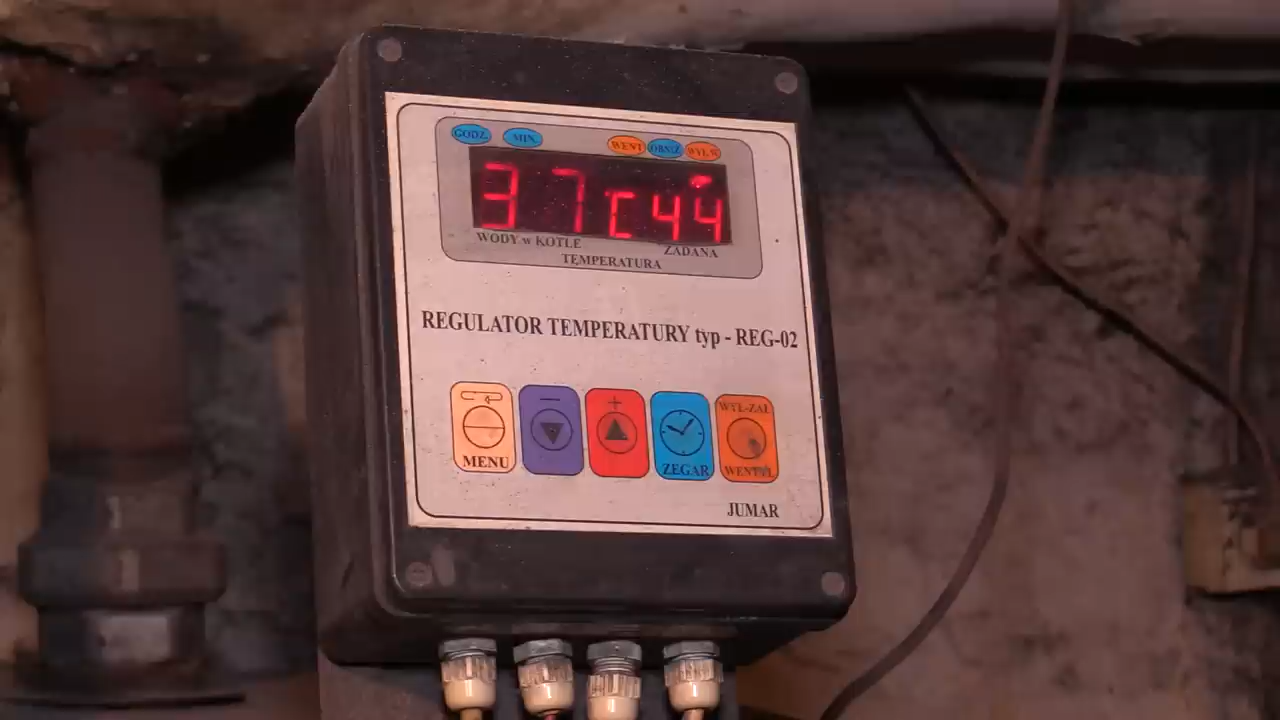 GODZ. MIN. WENT OBNIŻ WYŁ.W
37c44
WODY w KOTLE ZADANA
TEMPERATURA
REGULATOR TEMPERATURY typ - REG-02
− + WYŁ-ZAŁ
MENU ZEGAR WENTYL
JUMAR